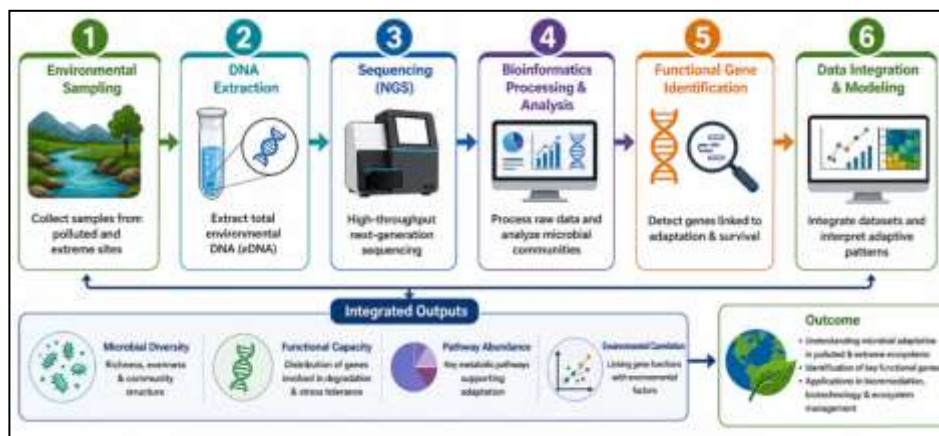 1
Environmental
Sampling
Collect samples from
polluted and
extreme sites
2
DNA
Extraction
Extract total
environmental
DNA (eDNA)
3
Sequencing
(NGS)
High-throughput
next-generation
sequencing
4
Bioinformatics
Processing &
Analysis
Process raw data and
analyze microbial
communities
5
Functional Gene
Identification
Detect genes linked to
adaptation & survival
6
Data Integration
& Modeling
Integrate datasets and
interpret adaptive
patterns
Integrated Outputs
Microbial Diversity
Richness, evenness
& community
structure
Functional Capacity
Distribution of genes
involved in degradation
& stress tolerance
Pathway Abundance
Key metabolic pathways
supporting
adaptation
Environmental Correlation
Linking gene functions
with environmental
factors
Outcome
• Understanding microbial adaptation
in polluted & extreme ecosystems
• Identification of key functional genes
• Applications in bioremediation,
biotechnology & ecosystem
management